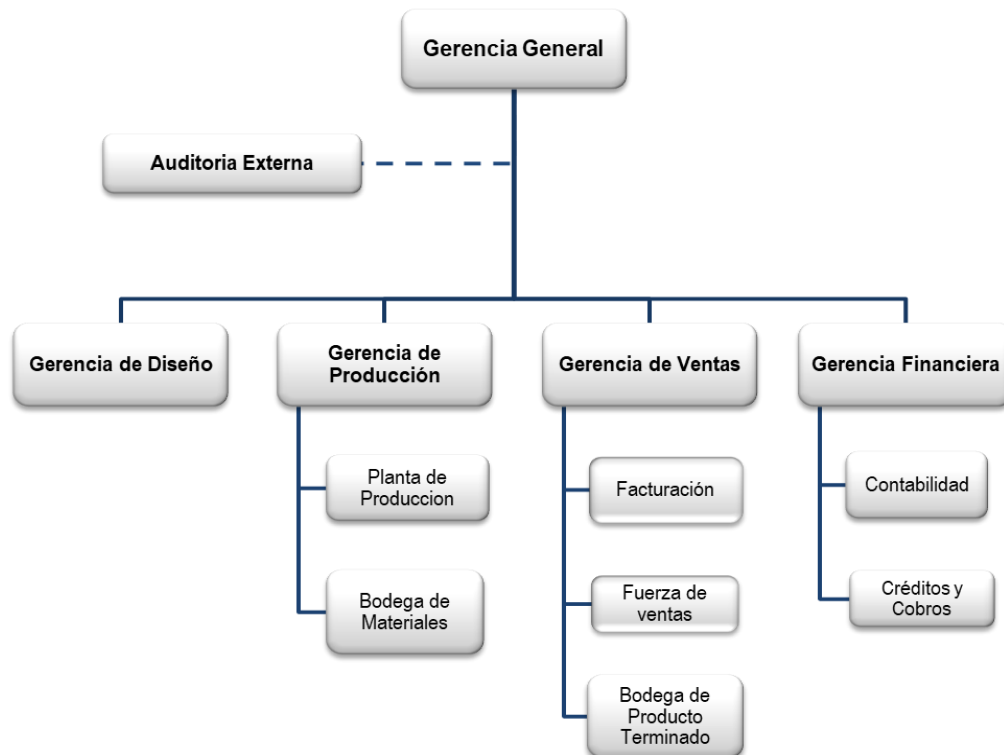 Gerencia General
Auditoria Externa
Gerencia de Diseño
Gerencia de
Producción
Gerencia de Ventas
Gerencia Financiera
Planta de
Produccion
Facturación
Contabilidad
Bodega de
Materiales
Fuerza de
ventas
Créditos y
Cobros
Bodega de
Producto
Terminado